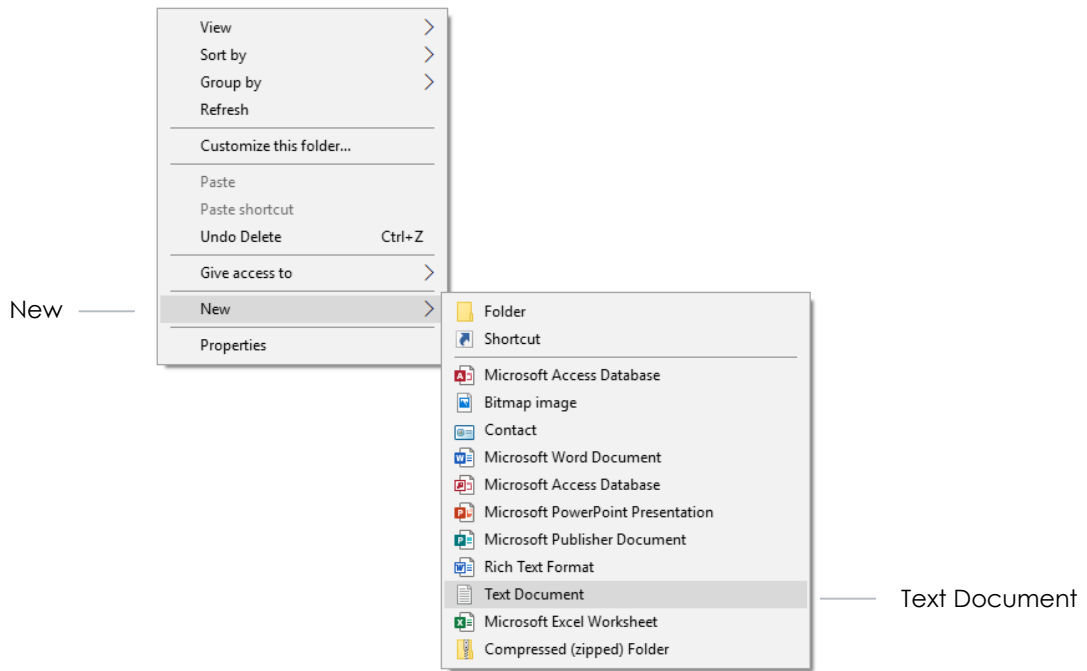 View
Sort by
Group by
Refresh
Customize this folder...
Paste
Paste shortcut
Undo Delete Ctrl+Z
Give access to
New
New
Properties
Folder
Shortcut
Microsoft Access Database
Bitmap image
Contact
Microsoft Word Document
Microsoft Access Database
Microsoft PowerPoint Presentation
Microsoft Publisher Document
Rich Text Format
Text Document
Text Document
Microsoft Excel Worksheet
Compressed (zipped) Folder